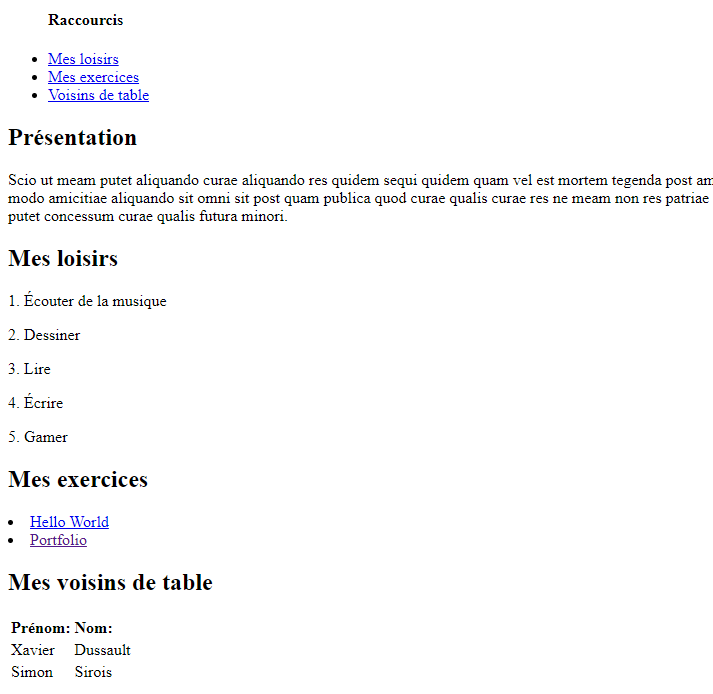 Raccourcis
Mes loisirs
Mes exercices
Voisins de table
Présentation
Scio ut meam putet aliquando curae aliquando res quidem sequi quidem quam vel est mortem tegenda post am
modo amicitiae aliquando sit omni sit post quam publica quod curae qualis curae res ne meam non res patriae
putet concessum curae qualis futura minori.
Mes loisirs
1. Écouter de la musique
2. Dessiner
3. Lire
4. Écrire
5. Gamer
Mes exercices
Hello World
Portfolio
Mes voisins de table
Prénom: Nom:
Xavier Dussault
Simon Sirois